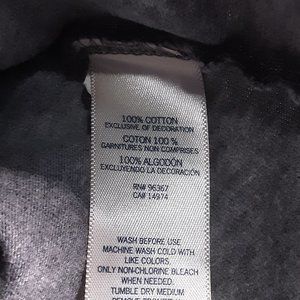 100% COTTON
EXCLUSIVE OF DECORATION
COTON 100 %
GARNITURES NON COMPRISES
100% ALGODÓN
EXCLUYENDO LA DECORACIÓN
RN# 96367
CA# 14974
WASH BEFORE USE
MACHINE WASH COLD WITH
LIKE COLORS.
ONLY NON-CHLORINE BLEACH
WHEN NEEDED.
TUMBLE DRY MEDIUM